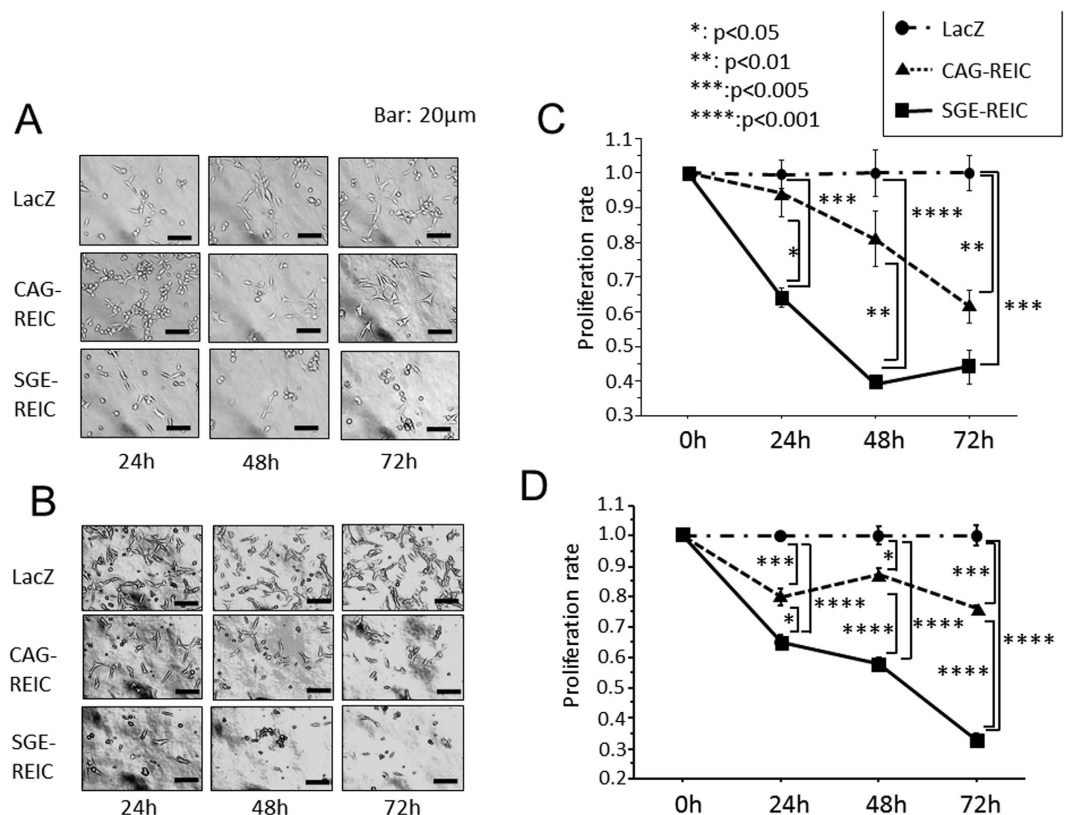 A
Bar: 20μm
LacZ
CAG-
REIC
SGE-
REIC
24h
48h
72h
B
LacZ
CAG-
REIC
SGE-
REIC
24h
48h
72h
*: p<0.05
**: p<0.01
***:p<0.005
****:p<0.001
LacZ
CAG-REIC
SGE-REIC
C
Proliferation rate
1.1
1.0
0.9
0.8
0.7
0.6
0.5
0.4
0.3
***
****
*
**
**
***
0h
24h
48h
72h
D
Proliferation rate
1.1
1.0
0.9
0.8
0.7
0.6
0.5
0.4
0.3
0.2
***
*
***
*
****
****
****
****
****
0h
24h
48h
72h